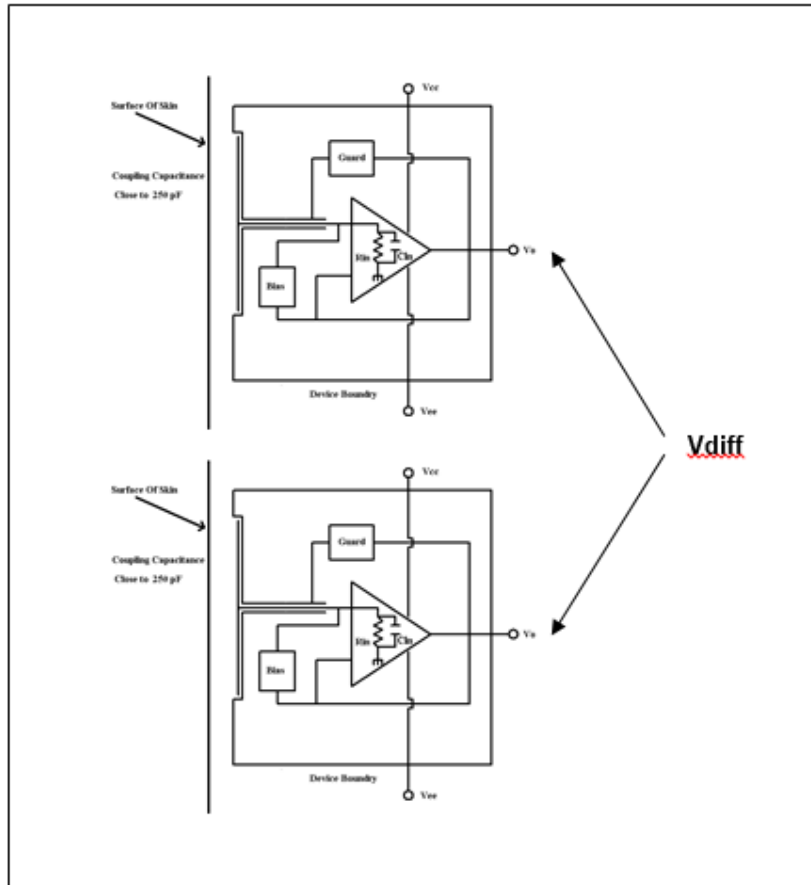 Vcc
Surface Of Skin
Guard
Coupling Capacitance
Close to 250 pF
Rin
Cin
Vo
Bias
Device Boundry
Vee
Vdiff
Vcc
Surface Of Skin
Guard
Coupling Capacitance
Close to 250 pF
Rin
Cin
Vo
Bias
Device Boundry
Vee